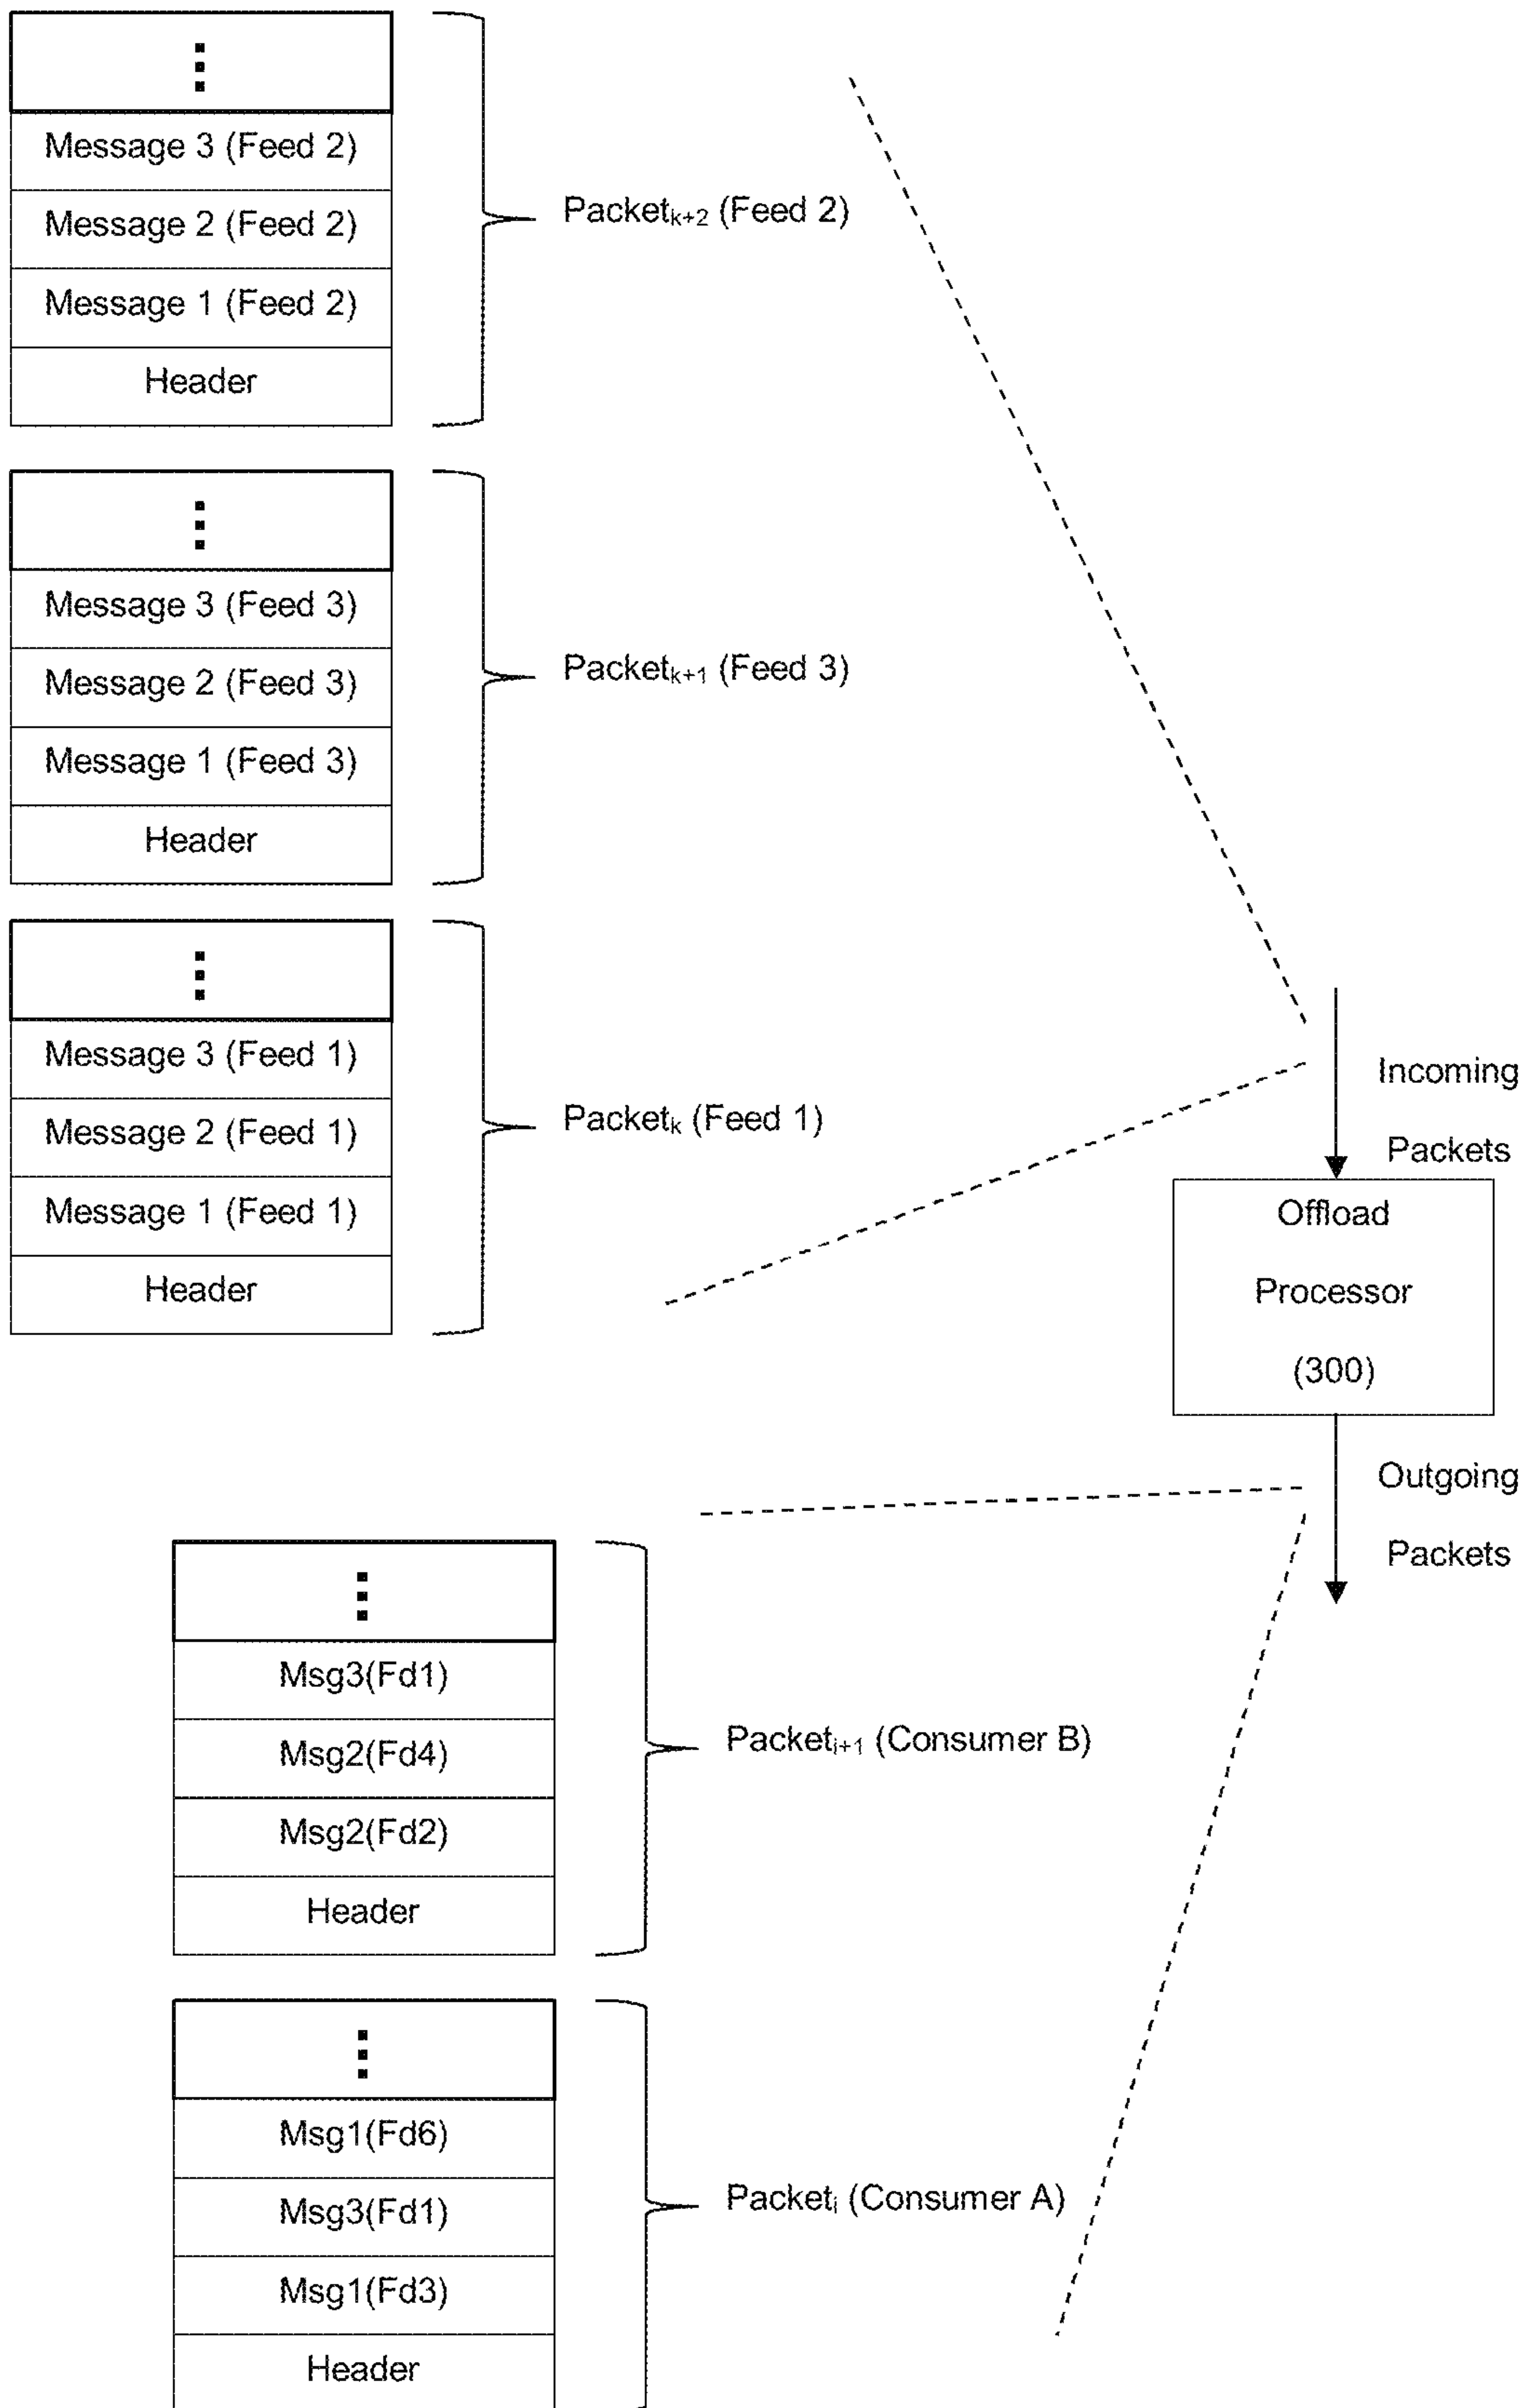 Message 3 (Feed 2)
Message 2 (Feed 2)
Message 1 (Feed 2)
Header
Packetk+2 (Feed 2)
Message 3 (Feed 3)
Message 2 (Feed 3)
Message 1 (Feed 3)
Header
Packetk+1 (Feed 3)
Message 3 (Feed 1)
Message 2 (Feed 1)
Message 1 (Feed 1)
Header
Packetk (Feed 1)
Incoming
Packets
Offload
Processor
(300)
Outgoing
Packets
Msg3(Fd1)
Msg2(Fd4)
Msg2(Fd2)
Header
Packeti+1 (Consumer B)
Msg1(Fd6)
Msg3(Fd1)
Msg1(Fd3)
Header
Packeti (Consumer A)